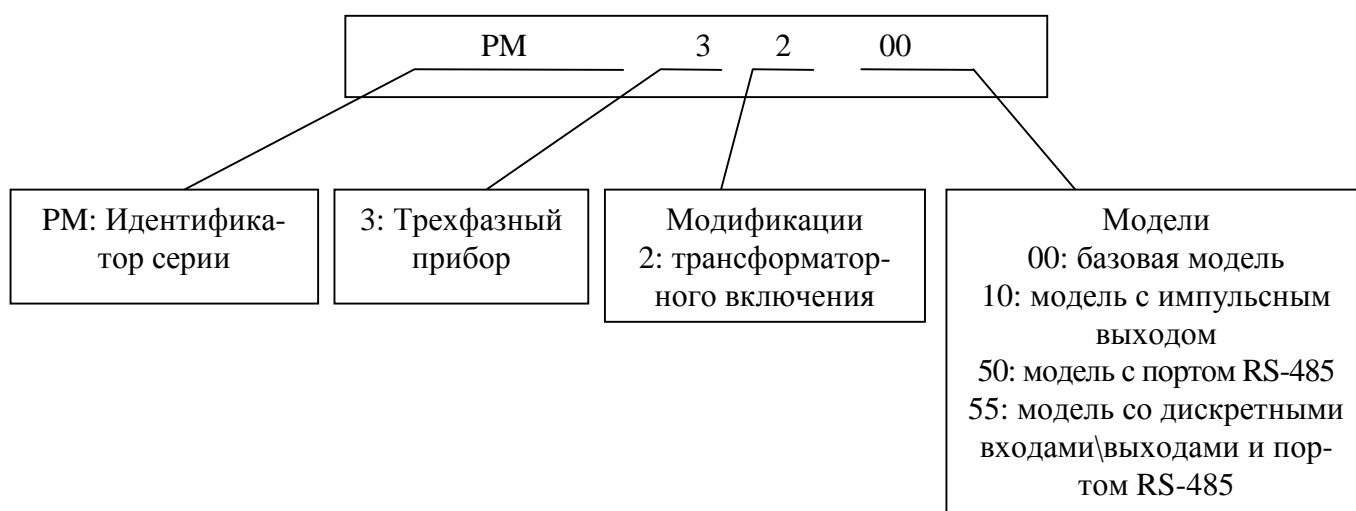 PM 3 2 00
PM: Идентифика-
тор серии
3: Трехфазный
прибор
Модификации
2: трансформатор-
ного включения
Модели
00: базовая модель
10: модель с импульсным
выходом
50: модель с портом RS-485
55: модель со дискретными
входами\выходами и пор-
том RS-485